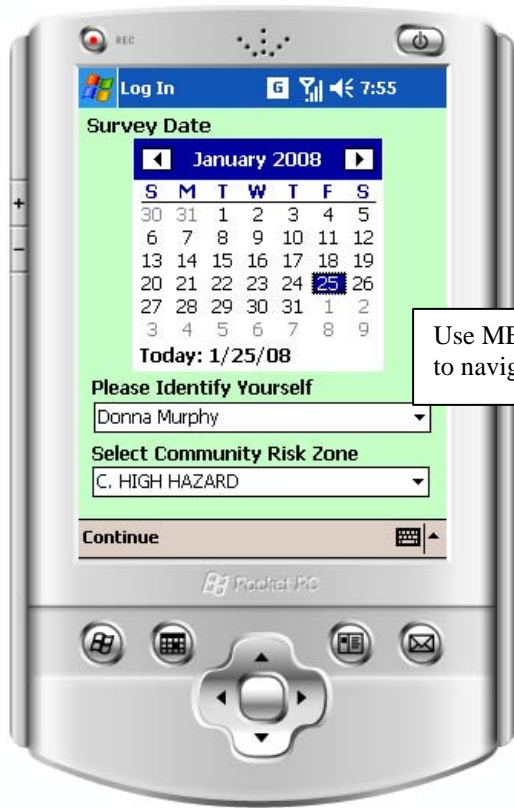 REC
Log In G 7:55
Survey Date
January 2008
S M T W T F S
30 31 1 2 3 4 5
6 7 8 9 10 11 12
13 14 15 16 17 18 19
20 21 22 23 24 25 26
27 28 29 30 31 1 2
3 4 5 6 7 8 9
Today: 1/25/08
Use
to
Please Identify Yourself
Donna Murphy
Select Community Risk Zone
C. HIGH HAZARD
Continue
Pocket PC
+
-